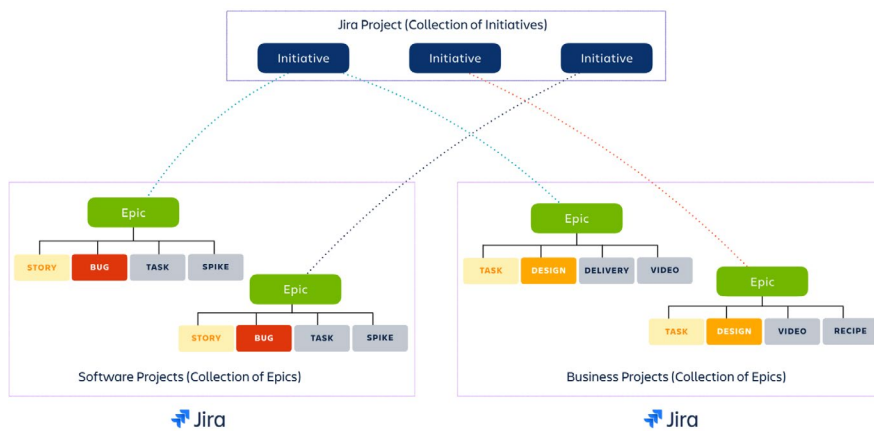 Jira Project (Collection of Initiatives)
Initiative
Initiative
Initiative
Epic
STORY
BUG
TASK
SPIKE
Epic
STORY
BUG
TASK
SPIKE
Software Projects (Collection of Epics)
Jira
Epic
TASK
DESIGN
DELIVERY
VIDEO
Epic
TASK
DESIGN
VIDEO
RECIPE
Business Projects (Collection of Epics)
Jira